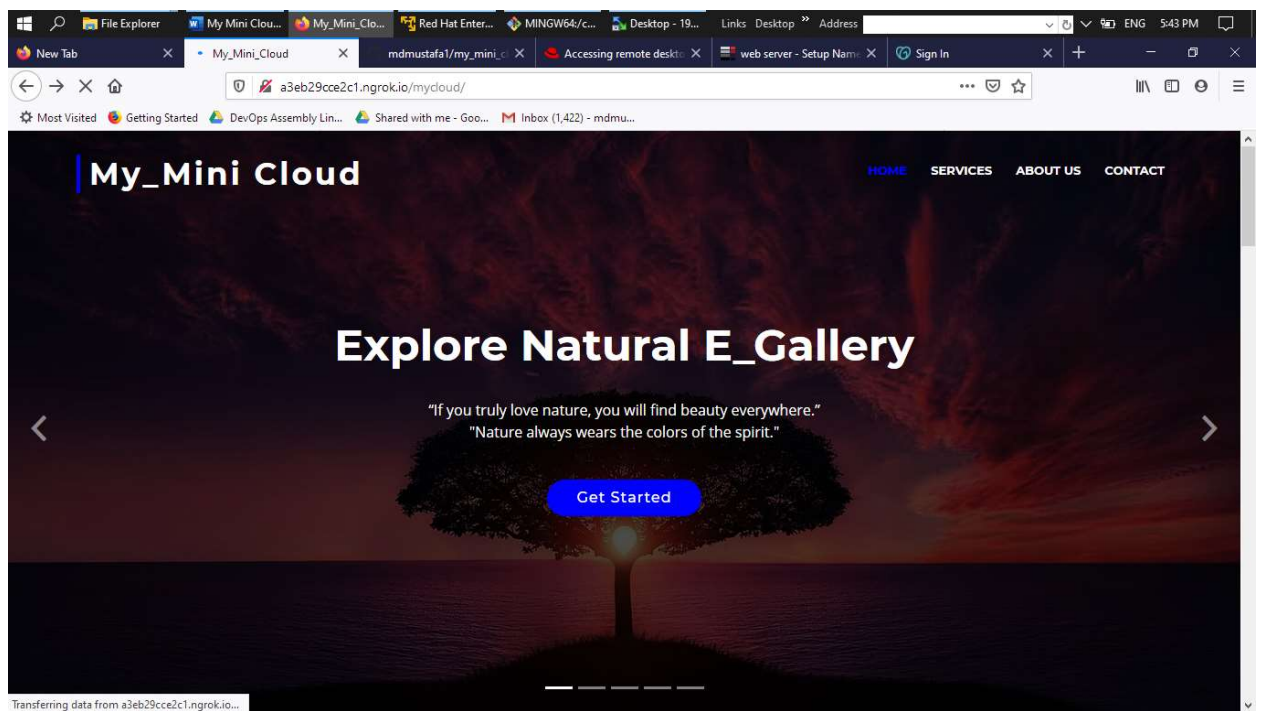 File Explorer My Mini Clou... My_Mini_Clo... Red Hat Enter... MINGW64:/c... Desktop - 19... Links Desktop » Address ENG 5:43 PM
New Tab My_Mini_Cloud mdmustafa1/my_mini_cl Accessing remote deskto web server - Setup Name Sign In
a3eb29cce2c1.ngrok.io/mycloud/
Most Visited Getting Started DevOps Assembly Lin... Shared with me - Goo... Inbox (1,422) - mdmu...
My_Mini Cloud
HOME SERVICES ABOUT US CONTACT
Explore Natural E_Gallery
“If you truly love nature, you will find beauty everywhere.”
"Nature always wears the colors of the spirit."
Get Started
Transferring data from a3eb29cce2c1.ngrok.io...